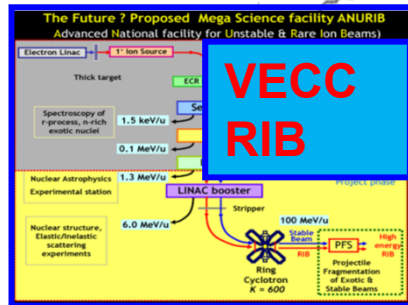 The Future ? Proposed Mega Science facility ANURIB
Advanced National facility for Unstable & Rare Ion Beams)
Electron Linac
1⁺ Ion Source
Thick target
ECR
VECC
RIB
Spectroscopy of
r-process, n-rich
exotic nuclei
1.5 keV/u
0.1 MeV/u
1.3 MeV/u
Nuclear Astrophysics
Experimental station
Project phase
LINAC booster
Stripper
Nuclear structure,
Elastic/Inelastic
scattering
experiments
6.0 MeV/u
100 MeV/u
Stable
Beam
RIB
PFS
High
energy
RIB
Ring
Cyclotron
K = 600
Projectile
Fragmentation
of Exotic &
Stable Beams